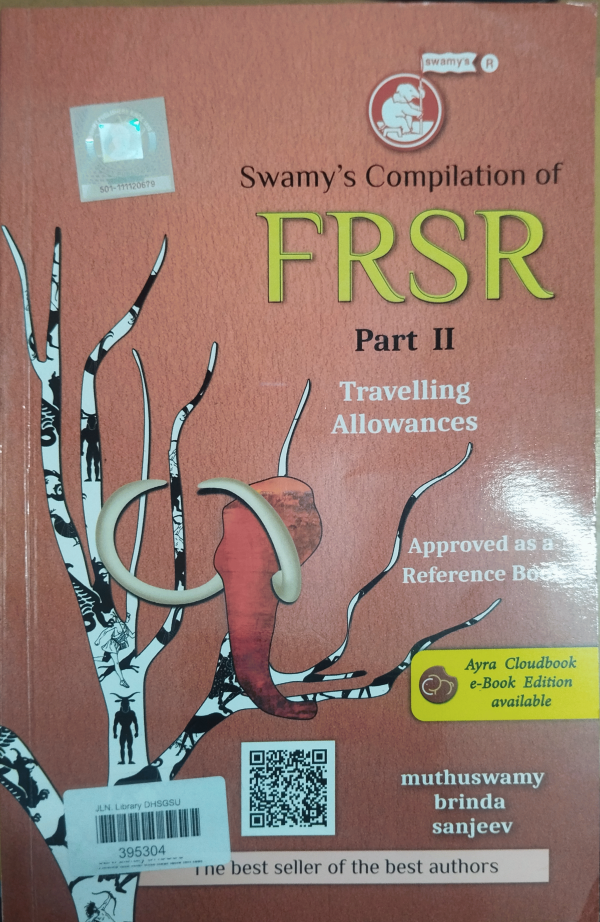 swamy's
R
501-111120679
Swamy's Compilation of
FRSR
Part II
Travelling
Allowances
Approved as a
Reference
Ayra Cloudbook
e-Book Edition
available
muthuswamy
brinda
sanjeev
JLN. Library DHSGSU
395304
The best seller of the best authors